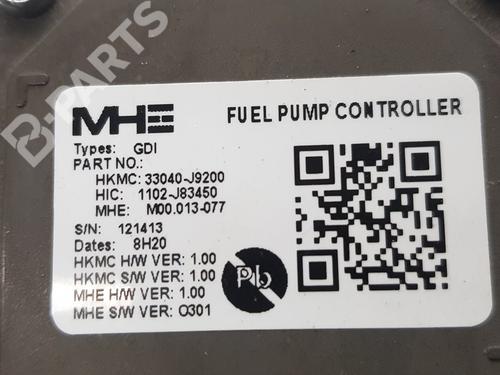 B-PARTS
MHE FUEL PUMP CONTROLLER
Types: GDI
PART NO.:
HKMC: 33040-J9200
HIC: 1102-J83450
MHE: M00.013-077
S/N: 121413
Dates: 8H20
HKMC H/W VER: 1.00
HKMC S/W VER: 1.00
MHE H/W VER: 1.00
MHE S/W VER: O301
Pb